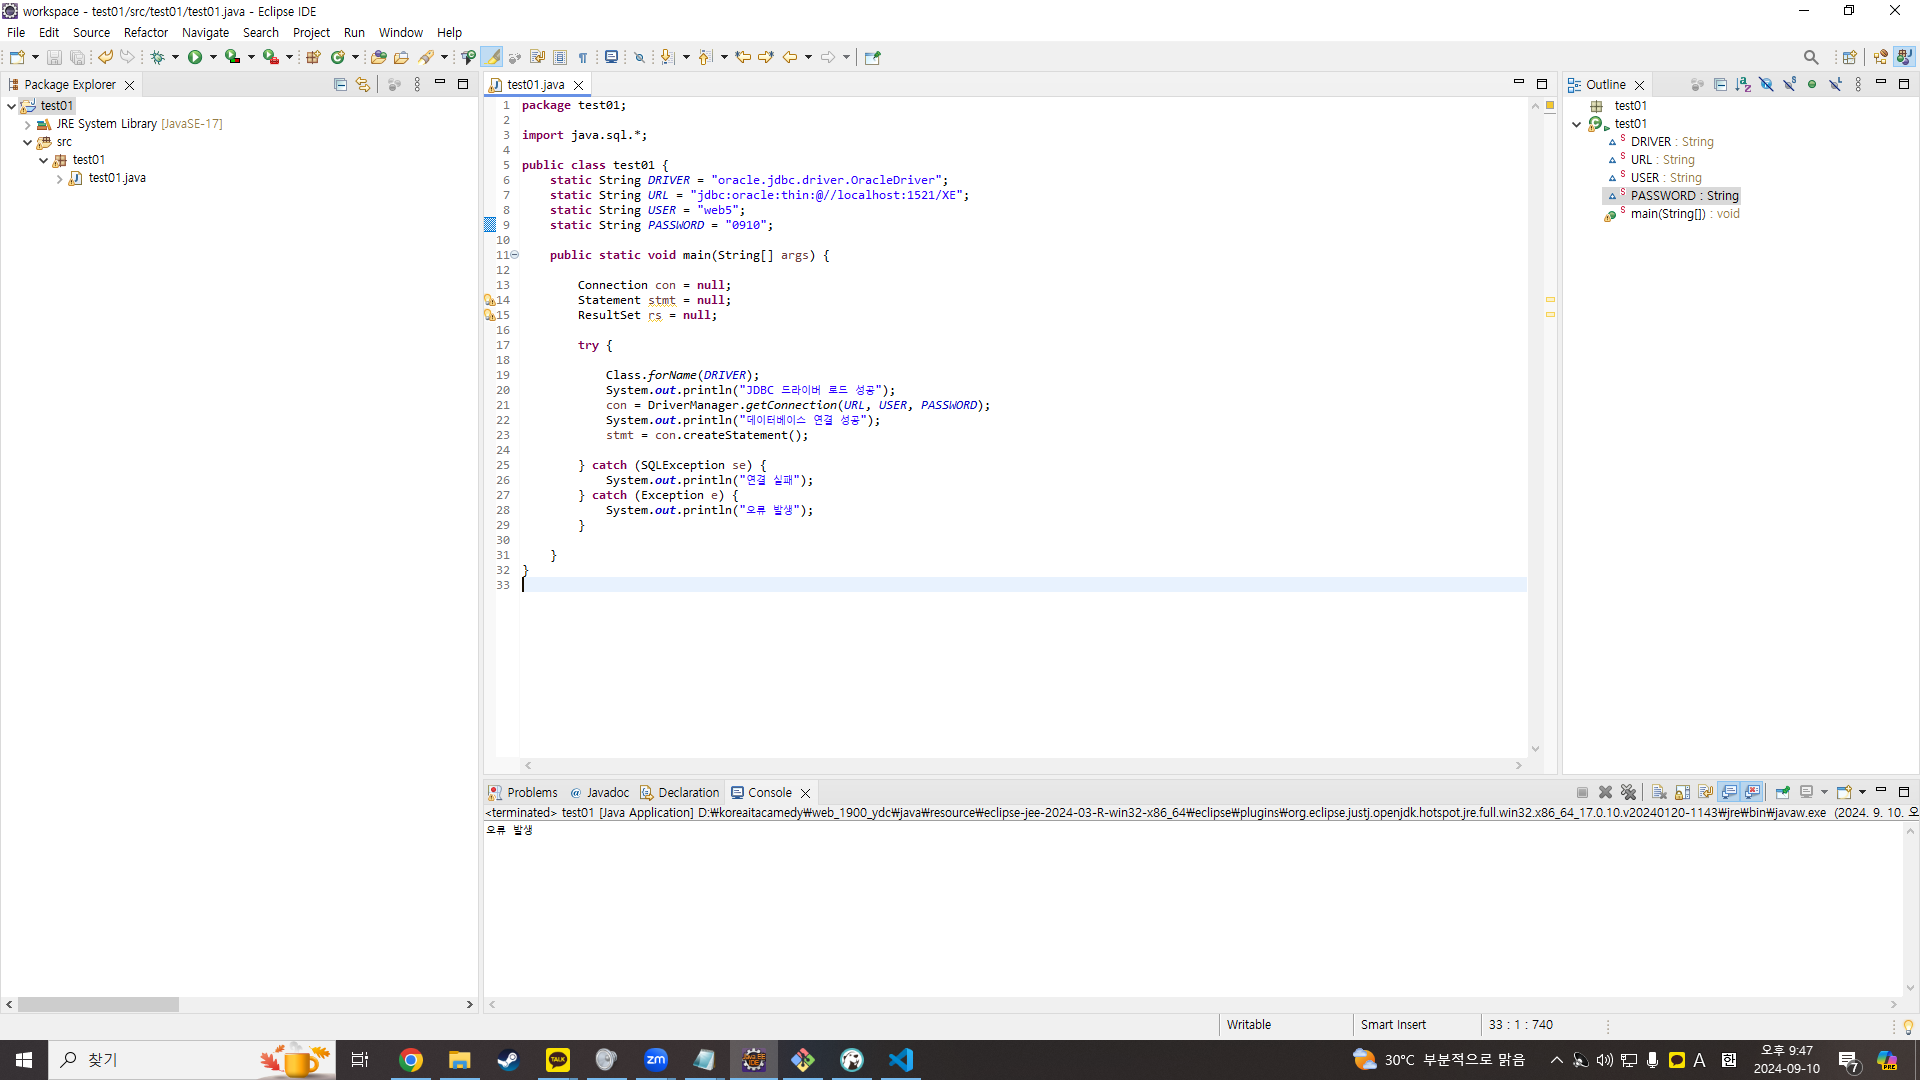 workspace - test01/src/test01/test01.java - Eclipse IDE
File Edit Source Refactor Navigate Search Project Run Window Help
Package Explorer
test01
JRE System Library [JavaSE-17]
src
test01
test01.java
test01.java
1 package test01;
2
3 import java.sql.*;
4
5 public class test01 {
6 static String DRIVER = "oracle.jdbc.driver.OracleDriver";
7 static String URL = "jdbc:oracle:thin:@//localhost:1521/XE";
8 static String USER = "web5";
9 static String PASSWORD = "0910";
10
11 public static void main(String[] args) {
12
13 Connection con = null;
14 Statement stmt = null;
15 ResultSet rs = null;
16
17 try {
18
19 Class.forName(DRIVER);
20 System.out.println("JDBC 드라이버 로드 성공");
21 con = DriverManager.getConnection(URL, USER, PASSWORD);
22 System.out.println("데이터베이스 연결 성공");
23 stmt = con.createStatement();
24
25 } catch (SQLException se) {
26 System.out.println("연결 실패");
27 } catch (Exception e) {
28 System.out.println("오류 발생");
29 }
30
31 }
32 }
33
Outline
test01
test01
DRIVER : String
URL : String
USER : String
PASSWORD : String
main(String[]) : void
Problems Javadoc Declaration Console
<terminated> test01 [Java Application] D:₩koreaitacamedy₩web_1900_ydc₩java₩resource₩eclipse-jee-2024-03-R-win32-x86_64₩eclipse₩plugins₩org.eclipse.justj.openjdk.hotspot.jre.full.win32.x86_64_17.0.10.v20240120-1143₩jre₩bin₩javaw.exe (2024. 9. 10. 오
오류 발생
Writable Smart Insert 33 : 1 : 740
찾기
TALK
zm
Java EE IDE
30°C 부분적으로 맑음
A
한
오후 9:47
2024-09-10
7
PRE